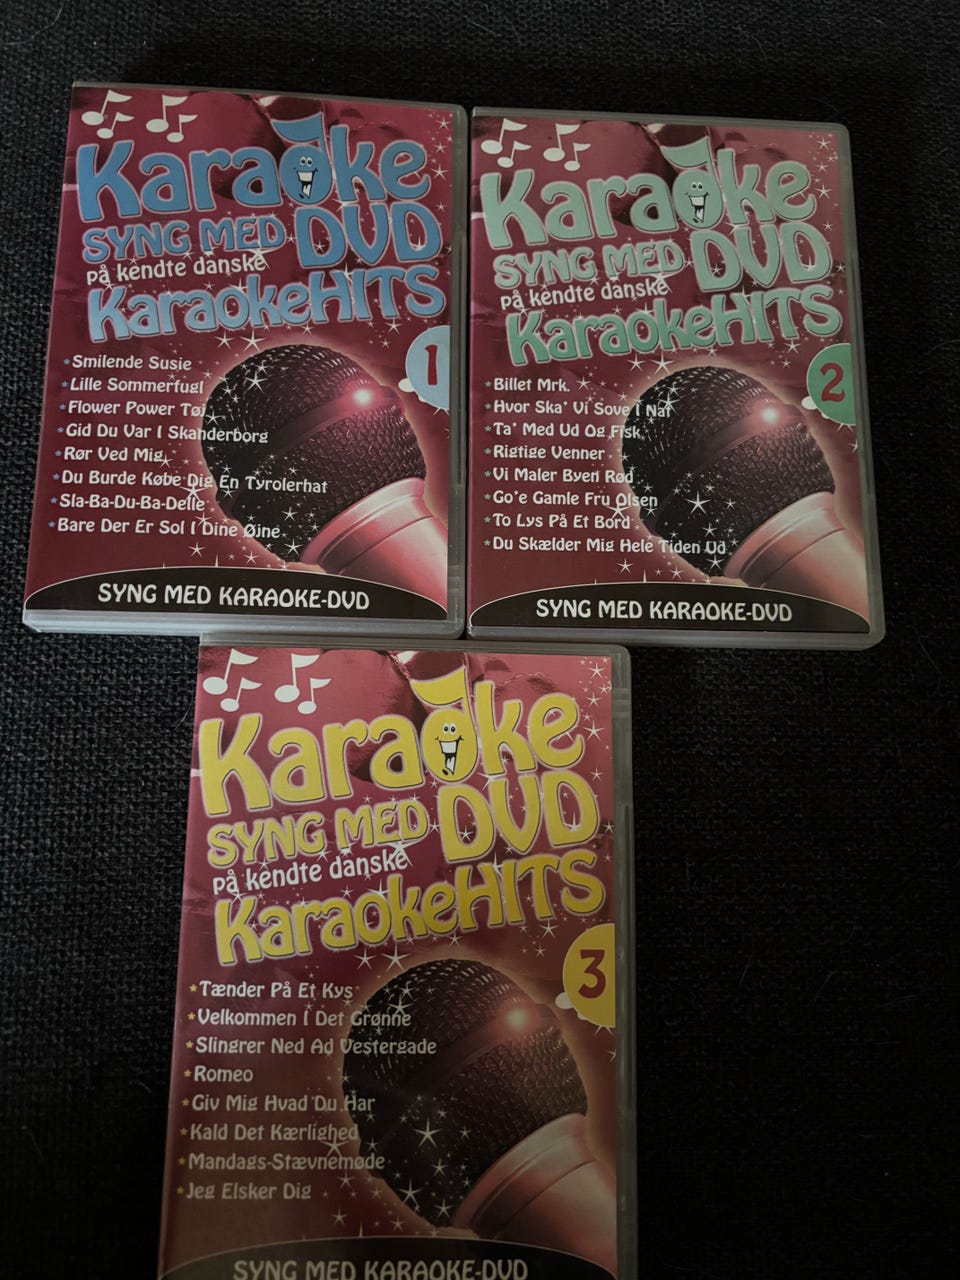 Karaoke
SYNG MED DVD
på kendte danske
KaraokeHITS
1
Smilende Susie
Lille Sommerfugl
Flower Power Tøj
Gid Du Var I Skanderborg
Rør Ved Mig
Du Burde Købe Dig En Tyrolerhat
Sla-Ba-Du-Ba-Delle
Bare Der Er Sol I Dine Øjne
SYNG MED KARAOKE-DVD
Karaoke
SYNG MED DVD
på kendte danske
KaraokeHITS
2
Billet Mrk.
Hvor Ska' Vi Sove I Nat
Ta' Med Ud Og Fisk
Rigtige Venner
Vi Maler Byen Rød
Go'e Gamle Fru Olsen
To Lys På Et Bord
Du Skælder Mig Hele Tiden Ud
SYNG MED KARAOKE-DVD
Karaoke
SYNG MED DVD
på kendte danske
KaraokeHITS
3
Tænder På Et Kys
Velkommen I Det Grønne
Slingrer Ned Ad Vestergade
Romeo
Giv Mig Hvad Du Har
Kald Det Kærlighed
Mandags-Stævnemøde
Jeg Elsker Dig
SYNG MED KARAOKE-DVD